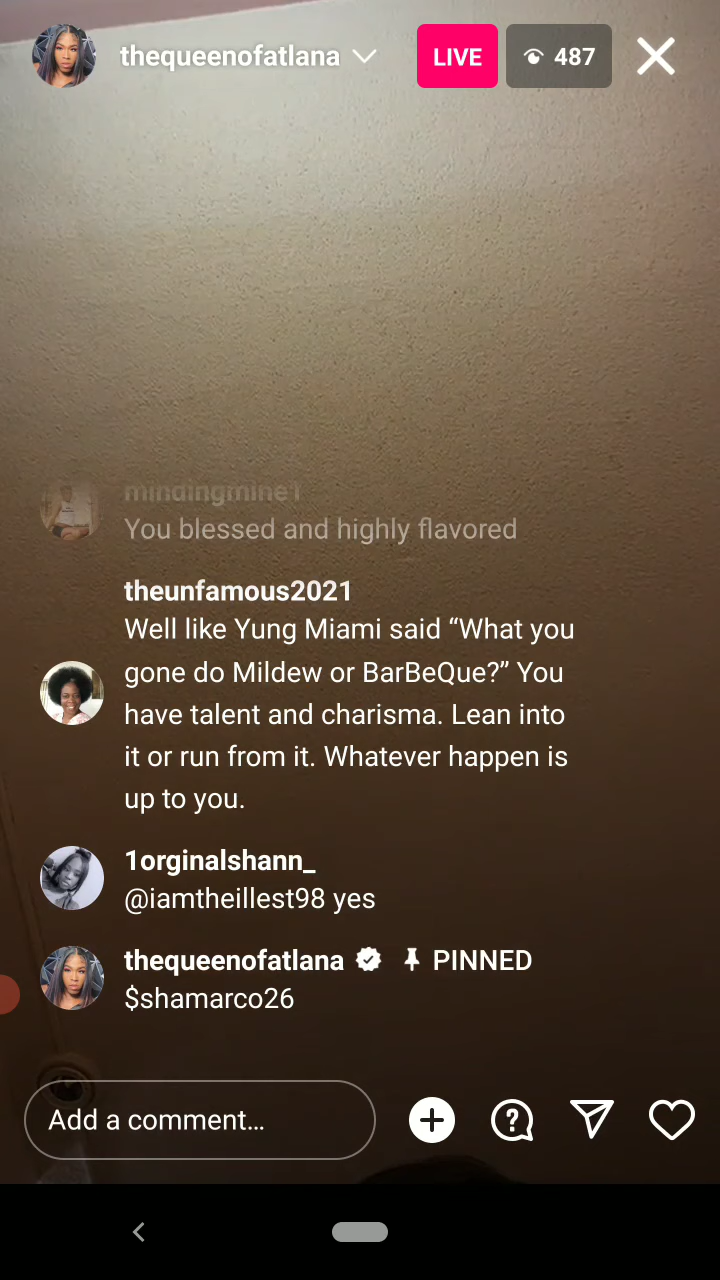 thequeenofatlana
LIVE
487
mindingmine1
You blessed and highly flavored
theunfamous2021
Well like Yung Miami said “What you
gone do Mildew or BarBeQue?” You
have talent and charisma. Lean into
it or run from it. Whatever happen is
up to you.
1orginalshann_
@iamtheillest98 yes
thequeenofatlana PINNED
$shamarco26
Add a comment...